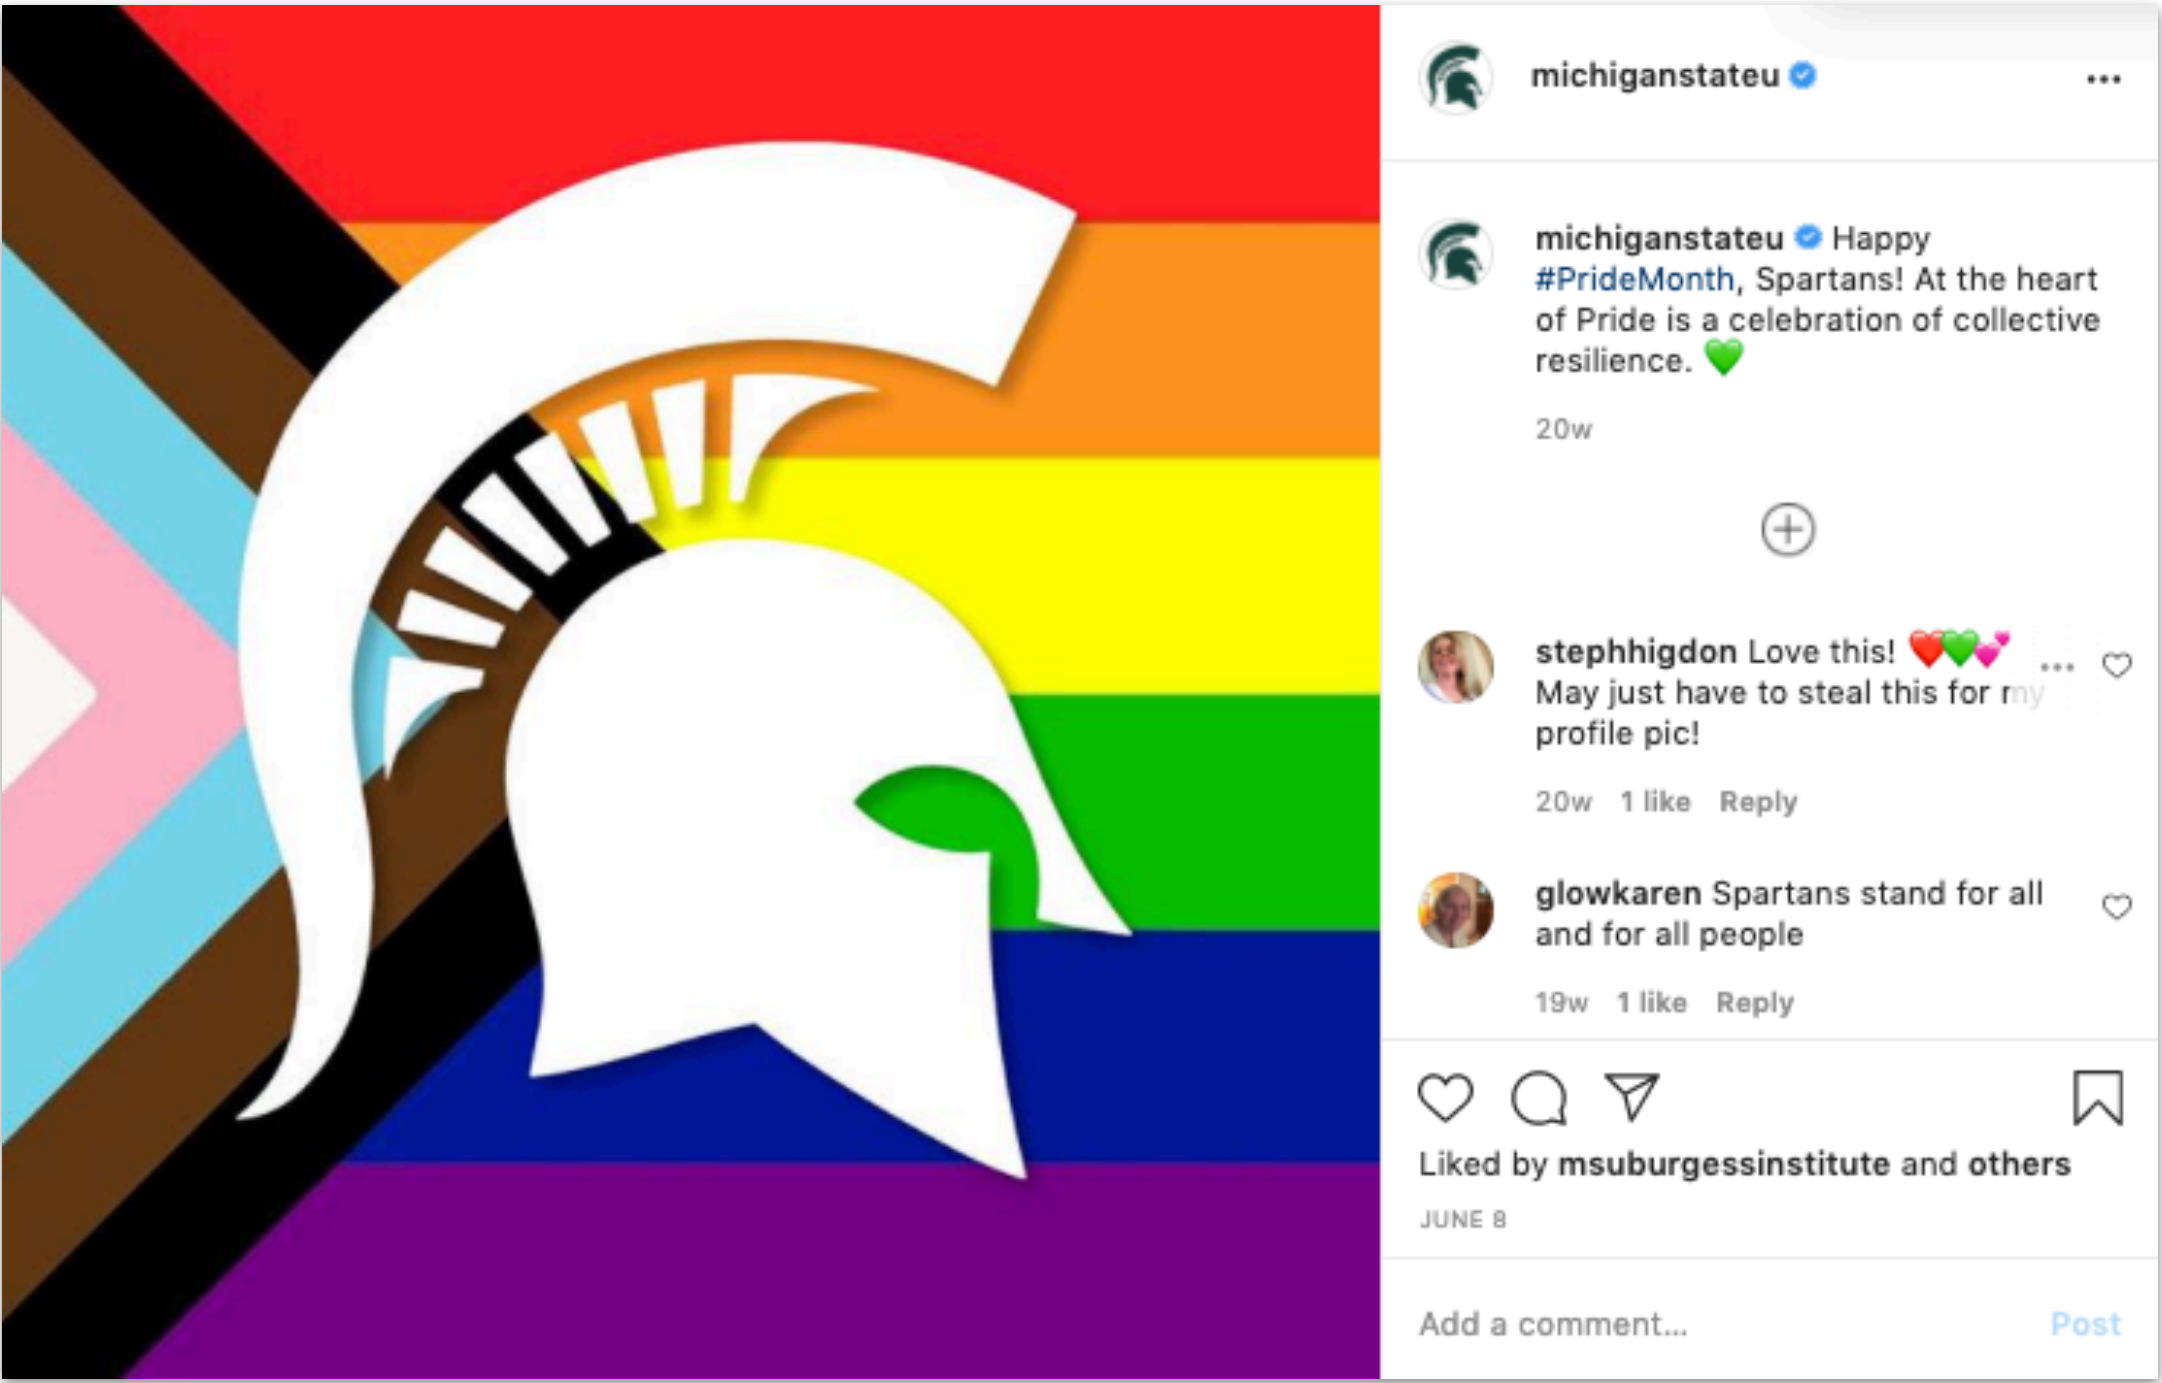 michiganstateu
michiganstateu Happy
#PrideMonth, Spartans! At the heart
of Pride is a celebration of collective
resilience. 💚
20w
stephhigdon Love this! ❤️💚💕
May just have to steal this for my
profile pic!
20w 1 like Reply
glowkaren Spartans stand for all
and for all people
19w 1 like Reply
Liked by msuburgessinstitute and others
JUNE 8
Add a comment... Post